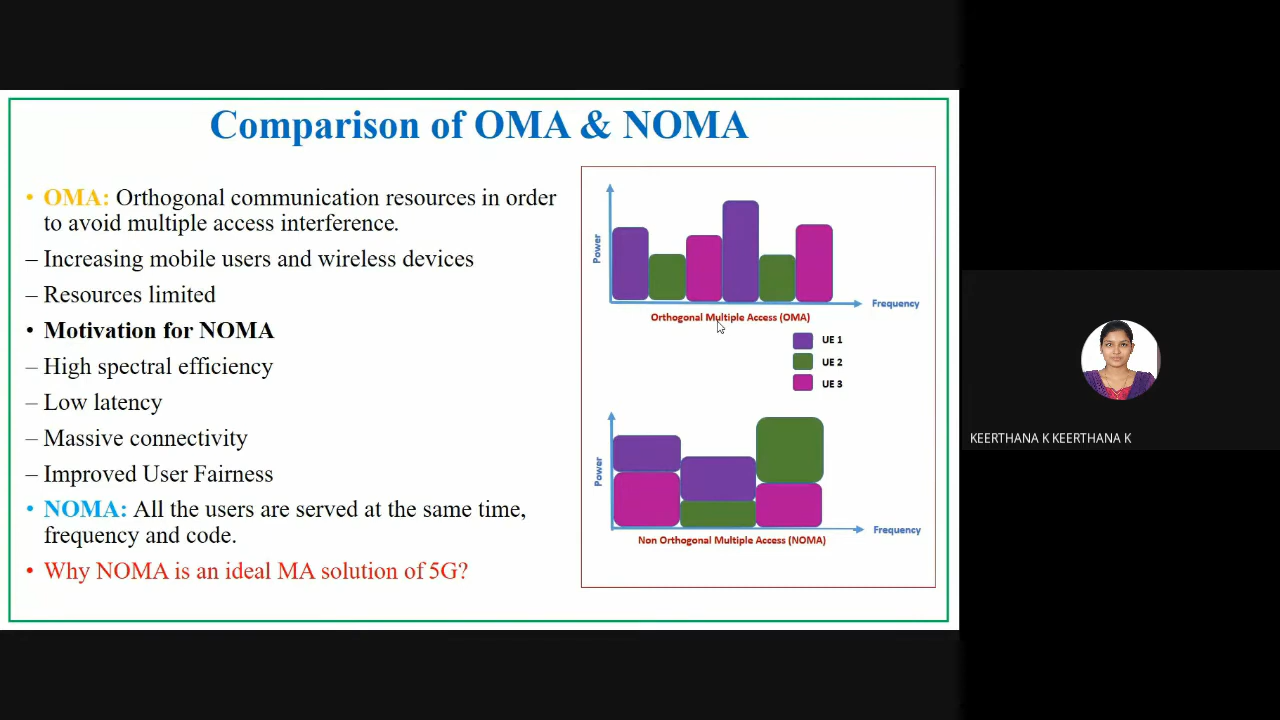 Comparison of OMA & NOMA
• OMA: Orthogonal communication resources in order
to avoid multiple access interference.
– Increasing mobile users and wireless devices
– Resources limited
• Motivation for NOMA
– High spectral efficiency
– Low latency
– Massive connectivity
– Improved User Fairness
• NOMA: All the users are served at the same time,
frequency and code.
• Why NOMA is an ideal MA solution of 5G?
Power
Frequency
Orthogonal Multiple Access (OMA)
UE 1
UE 2
UE 3
Power
Frequency
Non Orthogonal Multiple Access (NOMA)
KEERTHANA K KEERTHANA K